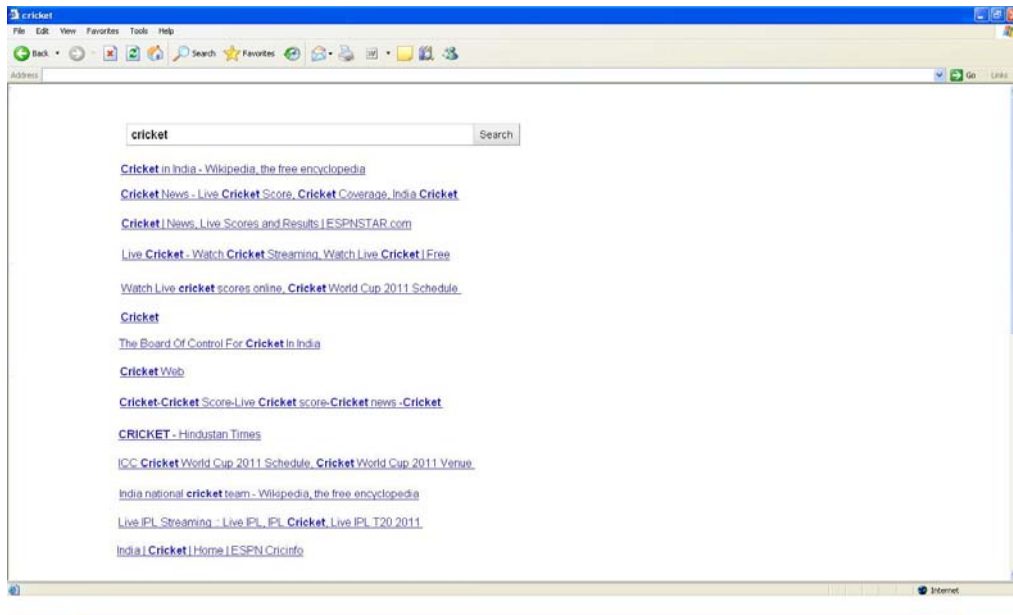 cricket
File Edit View Favorites Tools Help
Back Search Favorites
Address Go Links
cricket Search
Cricket in India - Wikipedia, the free encyclopedia
Cricket News - Live Cricket Score, Cricket Coverage, India Cricket
Cricket | News, Live Scores and Results | ESPNSTAR.com
Live Cricket - Watch Cricket Streaming, Watch Live Cricket | Free
Watch Live cricket scores online, Cricket World Cup 2011 Schedule
Cricket
The Board Of Control For Cricket In India
Cricket Web
Cricket-Cricket Score-Live Cricket score-Cricket news -Cricket
CRICKET - Hindustan Times
ICC Cricket World Cup 2011 Schedule, Cricket World Cup 2011 Venue
India national cricket team - Wikipedia, the free encyclopedia
Live IPL Streaming :: Live IPL, IPL Cricket, Live IPL T20 2011
India | Cricket | Home | ESPN Cricinfo
Internet